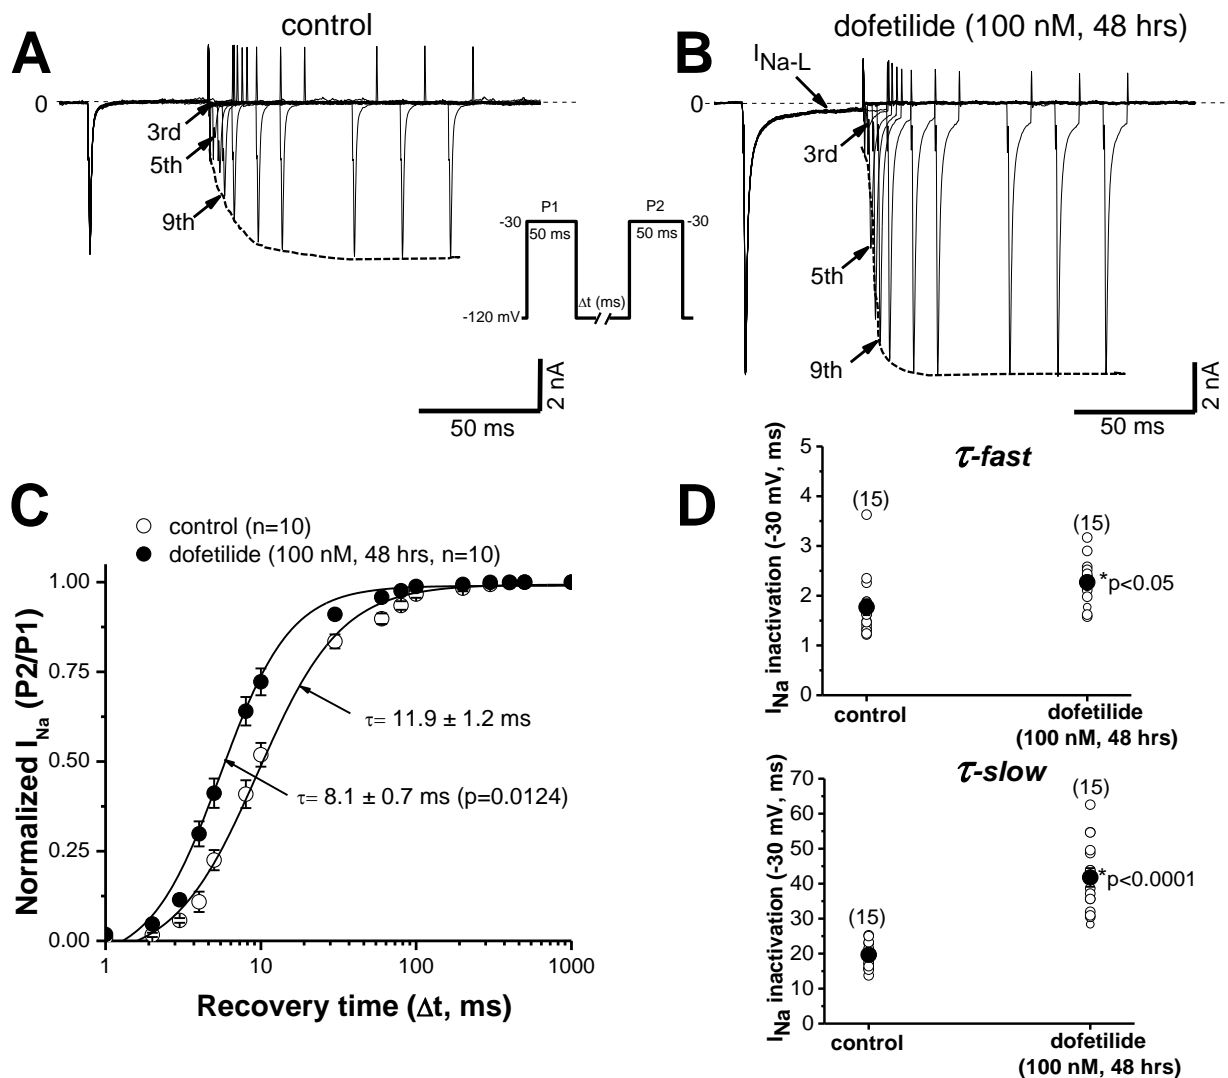 A
control
0
3rd
5th
9th
P1
P2
-30
50 ms
50 ms
-30
-120 mV
Δt (ms)
2 nA
50 ms
B
dofetilide (100 nM, 48 hrs)
I Na-L
0
3rd
5th
9th
2 nA
50 ms
C
control (n=10)
dofetilide (100 nM, 48 hrs, n=10)
Normalized I Na (P2/P1)
1.00
0.75
0.50
0.25
0.00
τ= 11.9 ± 1.2 ms
τ= 8.1 ± 0.7 ms (p=0.0124)
1
10
100
1000
Recovery time (Δt, ms)
D
τ-fast
I Na inactivation (-30 mV, ms)
5
4
3
2
1
0
(15)
(15)
*p<0.05
control
dofetilide
(100 nM, 48 hrs)
τ-slow
I Na inactivation (-30 mV, ms)
70
60
50
40
30
20
10
0
(15)
(15)
*p<0.0001
control
dofetilide
(100 nM, 48 hrs)